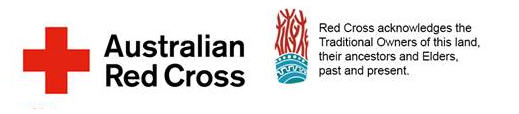 Australian
Red Cross
Red Cross acknowledges the
Traditional Owners of this land,
their ancestors and Elders,
past and present.